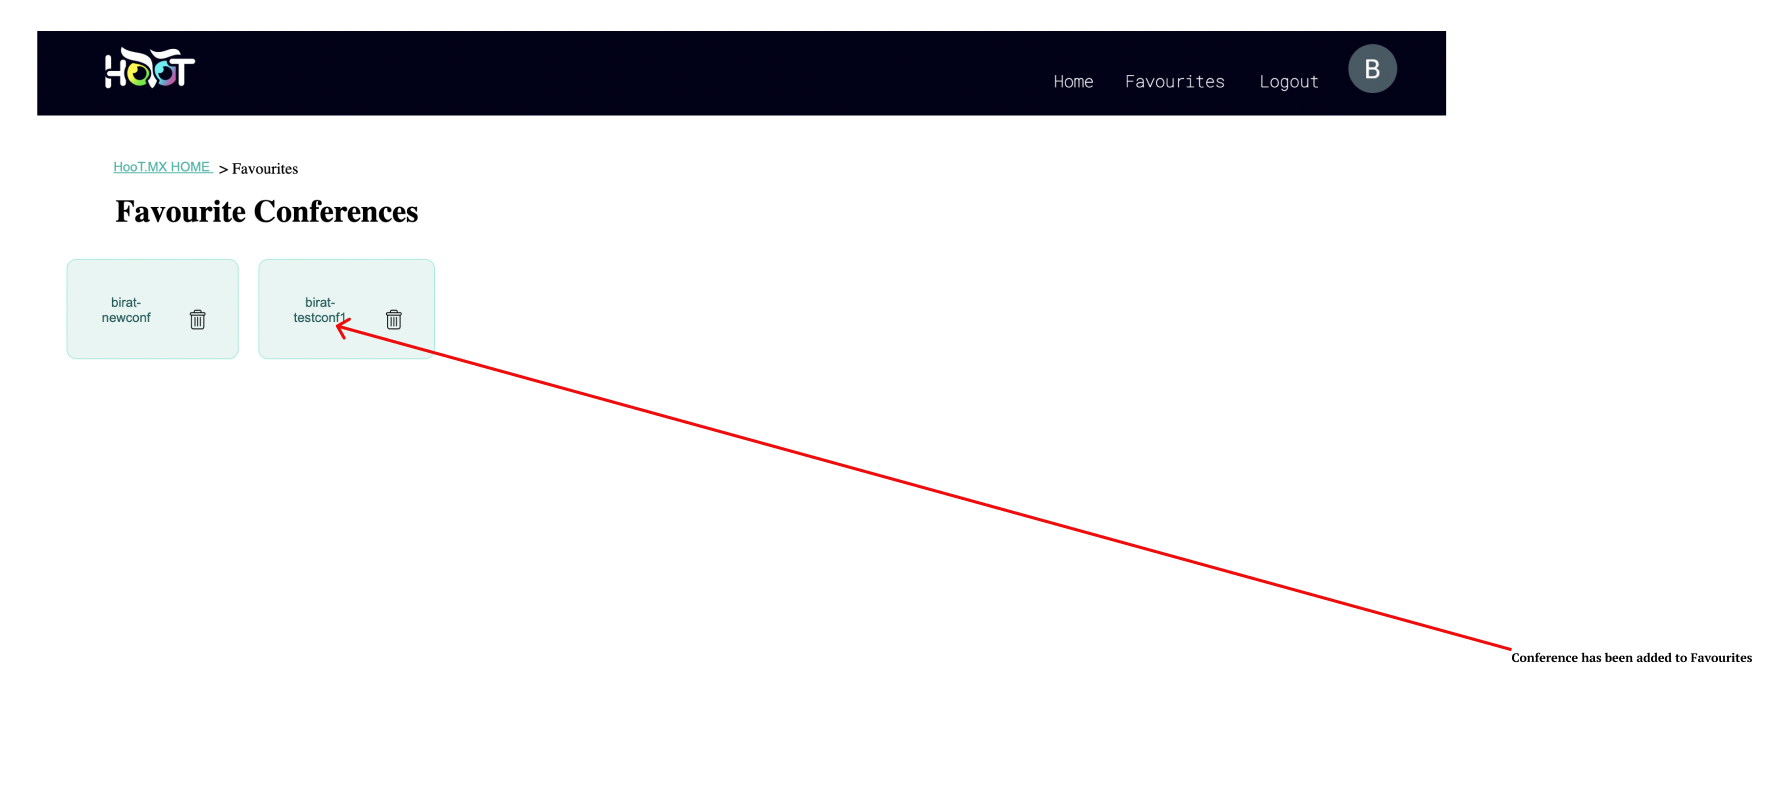 HOOT
Home Favourites Logout B
HooT.MX HOME > Favourites
Favourite Conferences
birat-
newconf
birat-
testconf1
Conference has been added to Favourites